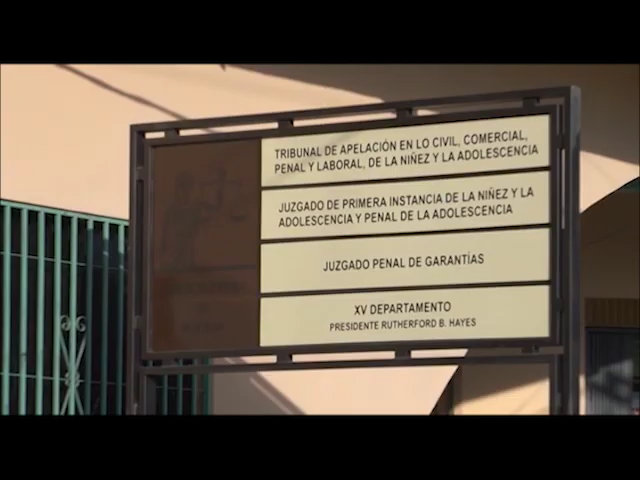 TRIBUNAL DE APELACIÓN EN LO CIVIL, COMERCIAL,
PENAL Y LABORAL, DE LA NIÑEZ Y LA ADOLESCENCIA
JUZGADO DE PRIMERA INSTANCIA DE LA NIÑEZ Y LA
ADOLESCENCIA Y PENAL DE LA ADOLESCENCIA
JUZGADO PENAL DE GARANTÍAS
XV DEPARTAMENTO
PRESIDENTE RUTHERFORD B. HAYES